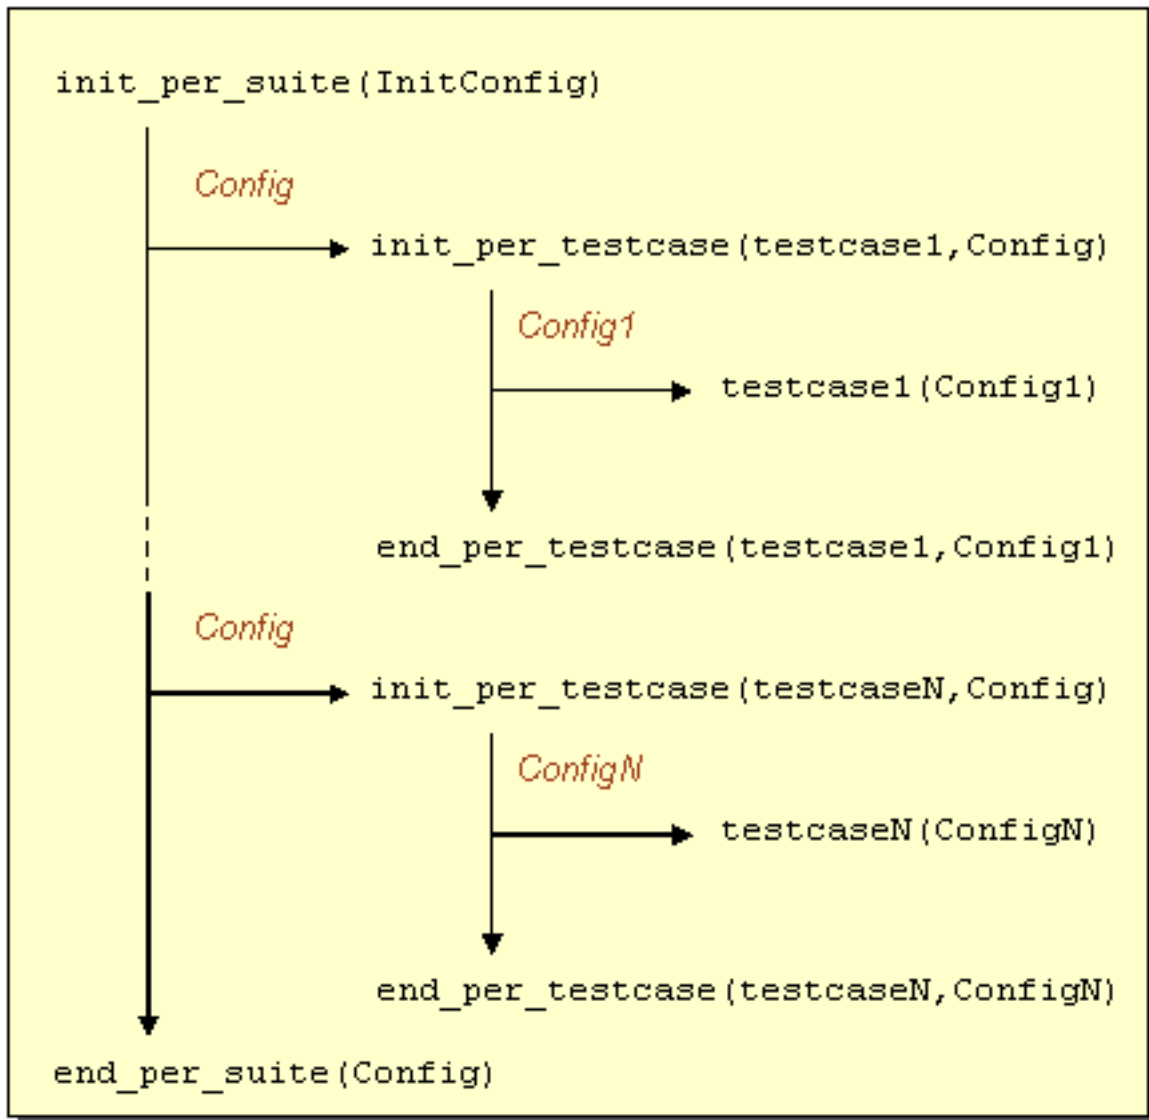 init_per_suite(InitConfig)
Config
init_per_testcase(testcase1,Config)
Config1
testcase1(Config1)
end_per_testcase(testcase1,Config1)
Config
init_per_testcase(testcaseN,Config)
ConfigN
testcaseN(ConfigN)
end_per_testcase(testcaseN,ConfigN)
end_per_suite(Config)